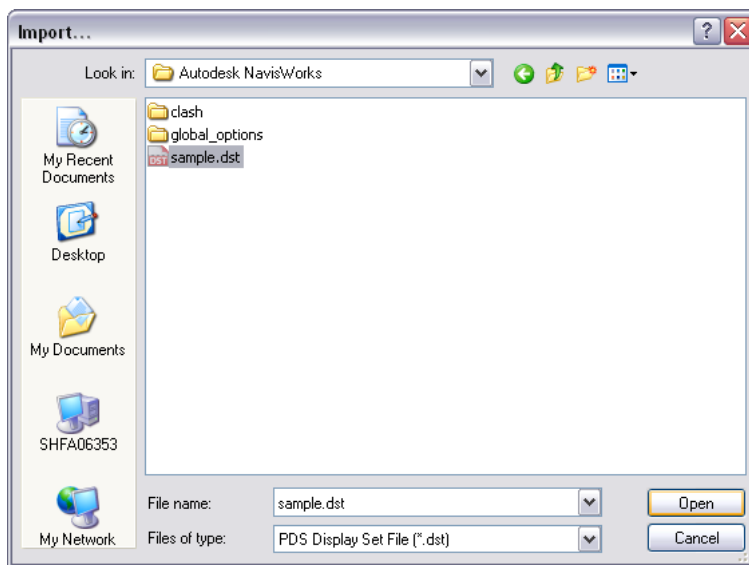 Import...
Look in:
Autodesk NavisWorks
clash
global_options
DST
sample.dst
My Recent
Documents
Desktop
My Documents
SHFA06353
My Network
File name:
sample.dst
Open
Files of type:
PDS Display Set File (*.dst)
Cancel